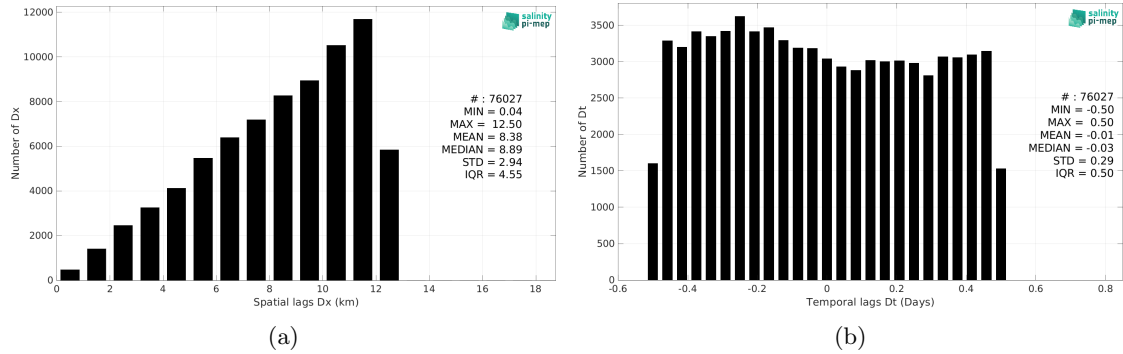 12000
10000
8000
6000
4000
2000
0
Number of Dx
0 2 4 6 8 10 12 14 16 18
Spatial lags Dx (km)
salinity
pi-mep
# : 76027
MIN = 0.04
MAX = 12.50
MEAN = 8.38
MEDIAN = 8.89
STD = 2.94
IQR = 4.55
(a)
3500
3000
2500
2000
1500
1000
500
0
Number of Dt
-0.6 -0.4 -0.2 0 0.2 0.4 0.6 0.8
Temporal lags Dt (Days)
salinity
pi-mep
# : 76027
MIN = -0.50
MAX = 0.50
MEAN = -0.01
MEDIAN = -0.03
STD = 0.29
IQR = 0.50
(b)